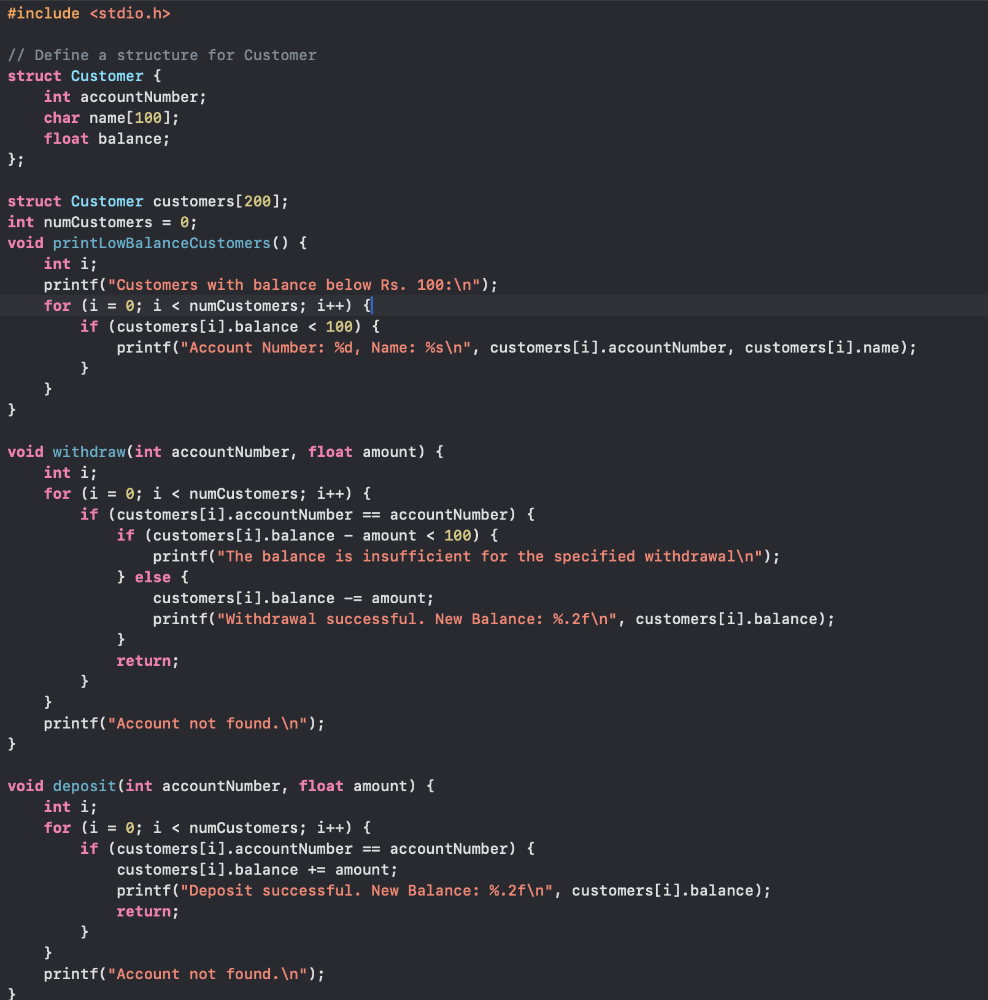 #include <stdio.h>

// Define a structure for Customer
struct Customer {
    int accountNumber;
    char name[100];
    float balance;
};

struct Customer customers[200];
int numCustomers = 0;
void printLowBalanceCustomers() {
    int i;
    printf("Customers with balance below Rs. 100:\n");
    for (i = 0; i < numCustomers; i++) {
        if (customers[i].balance < 100) {
            printf("Account Number: %d, Name: %s\n", customers[i].accountNumber, customers[i].name);
        }
    }
}

void withdraw(int accountNumber, float amount) {
    int i;
    for (i = 0; i < numCustomers; i++) {
        if (customers[i].accountNumber == accountNumber) {
            if (customers[i].balance - amount < 100) {
                printf("The balance is insufficient for the specified withdrawal\n");
            } else {
                customers[i].balance -= amount;
                printf("Withdrawal successful. New Balance: %.2f\n", customers[i].balance);
            }
            return;
        }
    }
    printf("Account not found.\n");
}

void deposit(int accountNumber, float amount) {
    int i;
    for (i = 0; i < numCustomers; i++) {
        if (customers[i].accountNumber == accountNumber) {
            customers[i].balance += amount;
            printf("Deposit successful. New Balance: %.2f\n", customers[i].balance);
            return;
        }
    }
    printf("Account not found.\n");
}